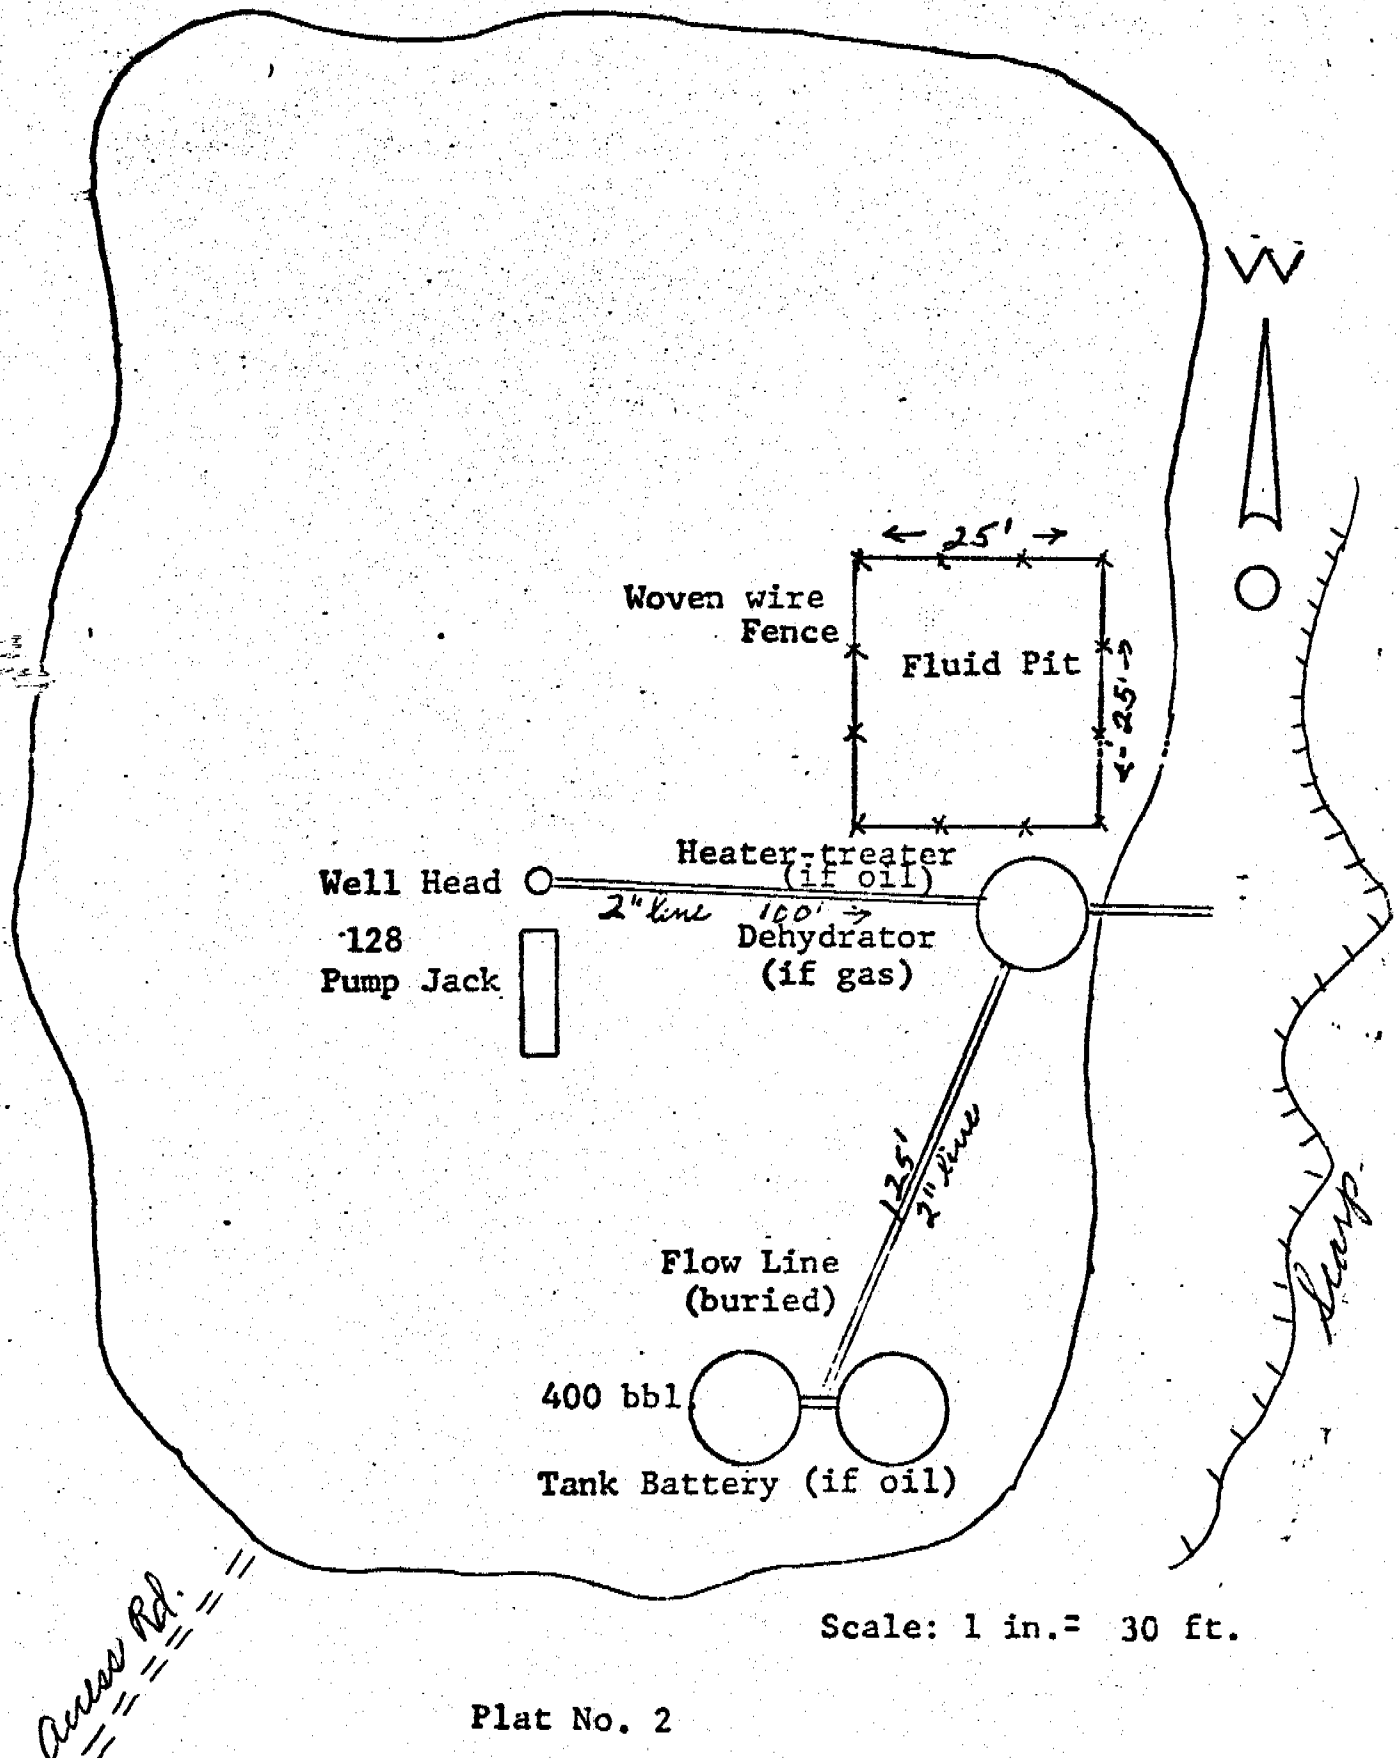 W
← 25' →
Woven wire
Fence
Fluid Pit
← 25' →
Heater-treater
(if oil)
Well Head
2" line 100' →
128
Pump Jack
Dehydrator
(if gas)
125'
2" line
Flow Line
(buried)
Scarp.
400 bbl.
Tank Battery (if oil)
Access Rd.
Scale: 1 in.= 30 ft.
Plat No. 2